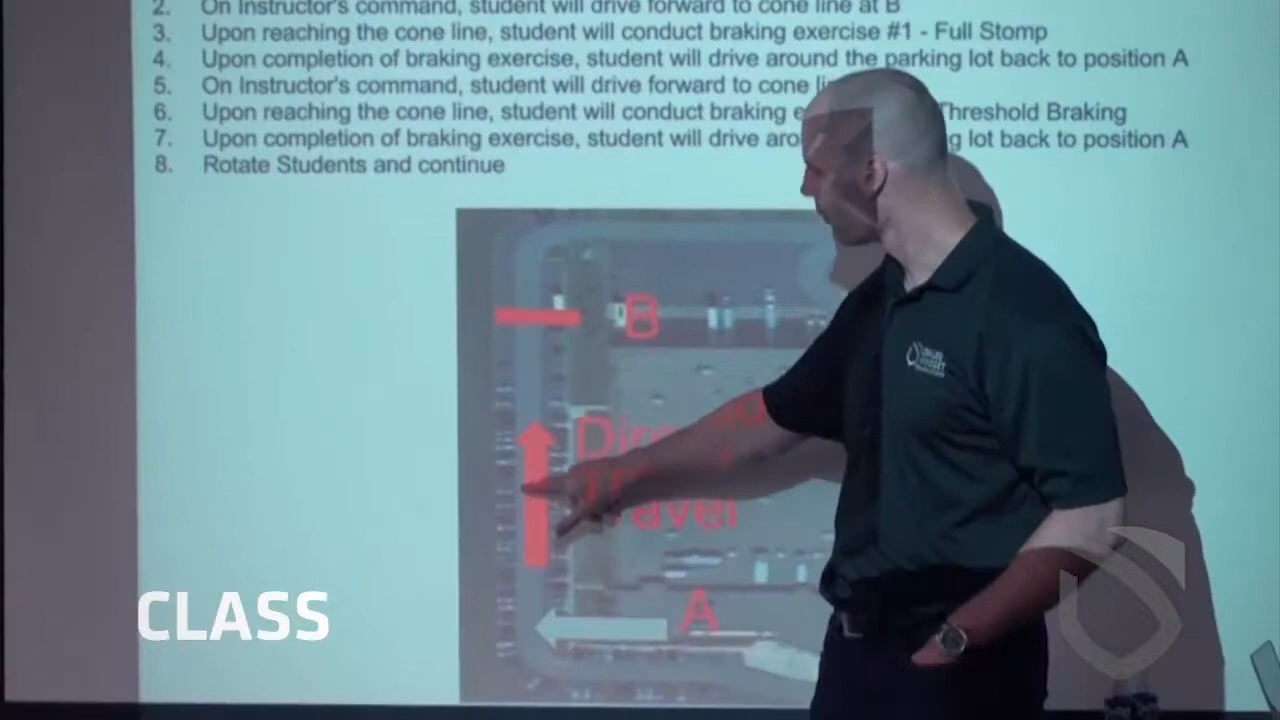 2. On Instructor's command, student will drive forward to cone line at B
3. Upon reaching the cone line, student will conduct braking exercise #1 - Full Stomp
4. Upon completion of braking exercise, student will drive around the parking lot back to position A
5. On Instructor's command, student will drive forward to cone
6. Upon reaching the cone line, student will conduct braking Threshold Braking
7. Upon completion of braking exercise, student will drive lot back to position A
8. Rotate Students and continue
B
Travel
A
CLASS